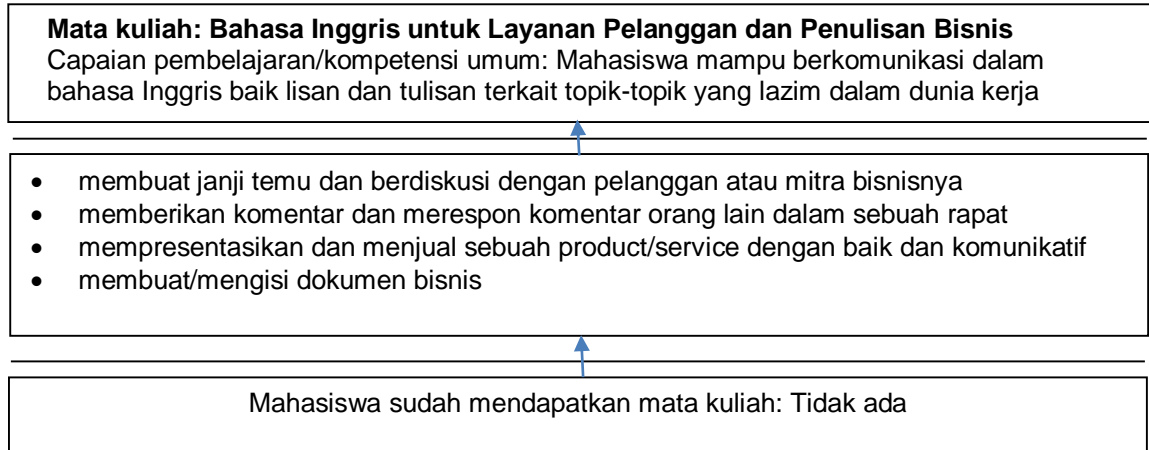 Mata kuliah: Bahasa Inggris untuk Layanan Pelanggan dan Penulisan Bisnis
Capaian pembelajaran/kompetensi umum: Mahasiswa mampu berkomunikasi dalam
bahasa Inggris baik lisan dan tulisan terkait topik-topik yang lazim dalam dunia kerja
• membuat janji temu dan berdiskusi dengan pelanggan atau mitra bisnisnya
• memberikan komentar dan merespon komentar orang lain dalam sebuah rapat
• mempresentasikan dan menjual sebuah product/service dengan baik dan komunikatif
• membuat/mengisi dokumen bisnis
Mahasiswa sudah mendapatkan mata kuliah: Tidak ada